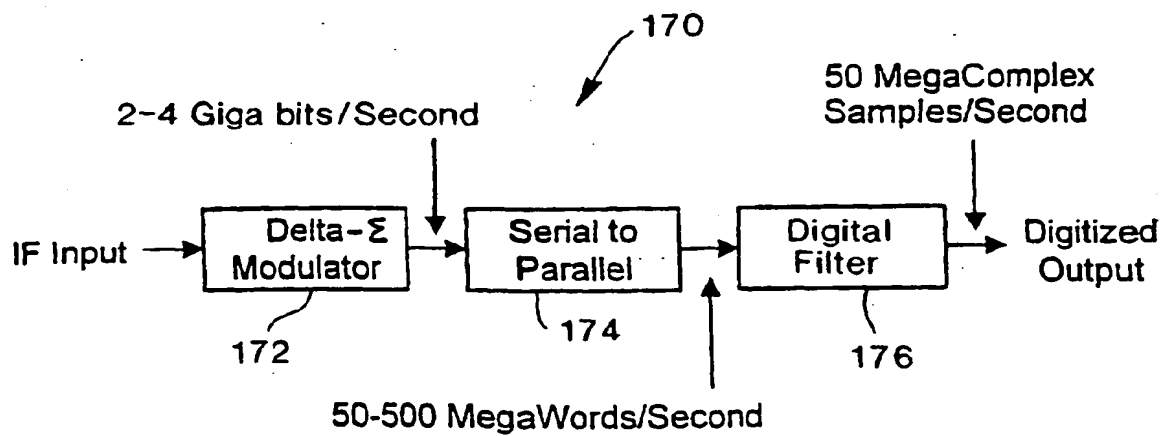 170
50 MegaComplex
Samples/Second
2-4 Giga bits/Second
IF Input
Delta-Σ
Modulator
Serial to
Parallel
Digital
Filter
Digitized
Output
172
174
176
50-500 MegaWords/Second